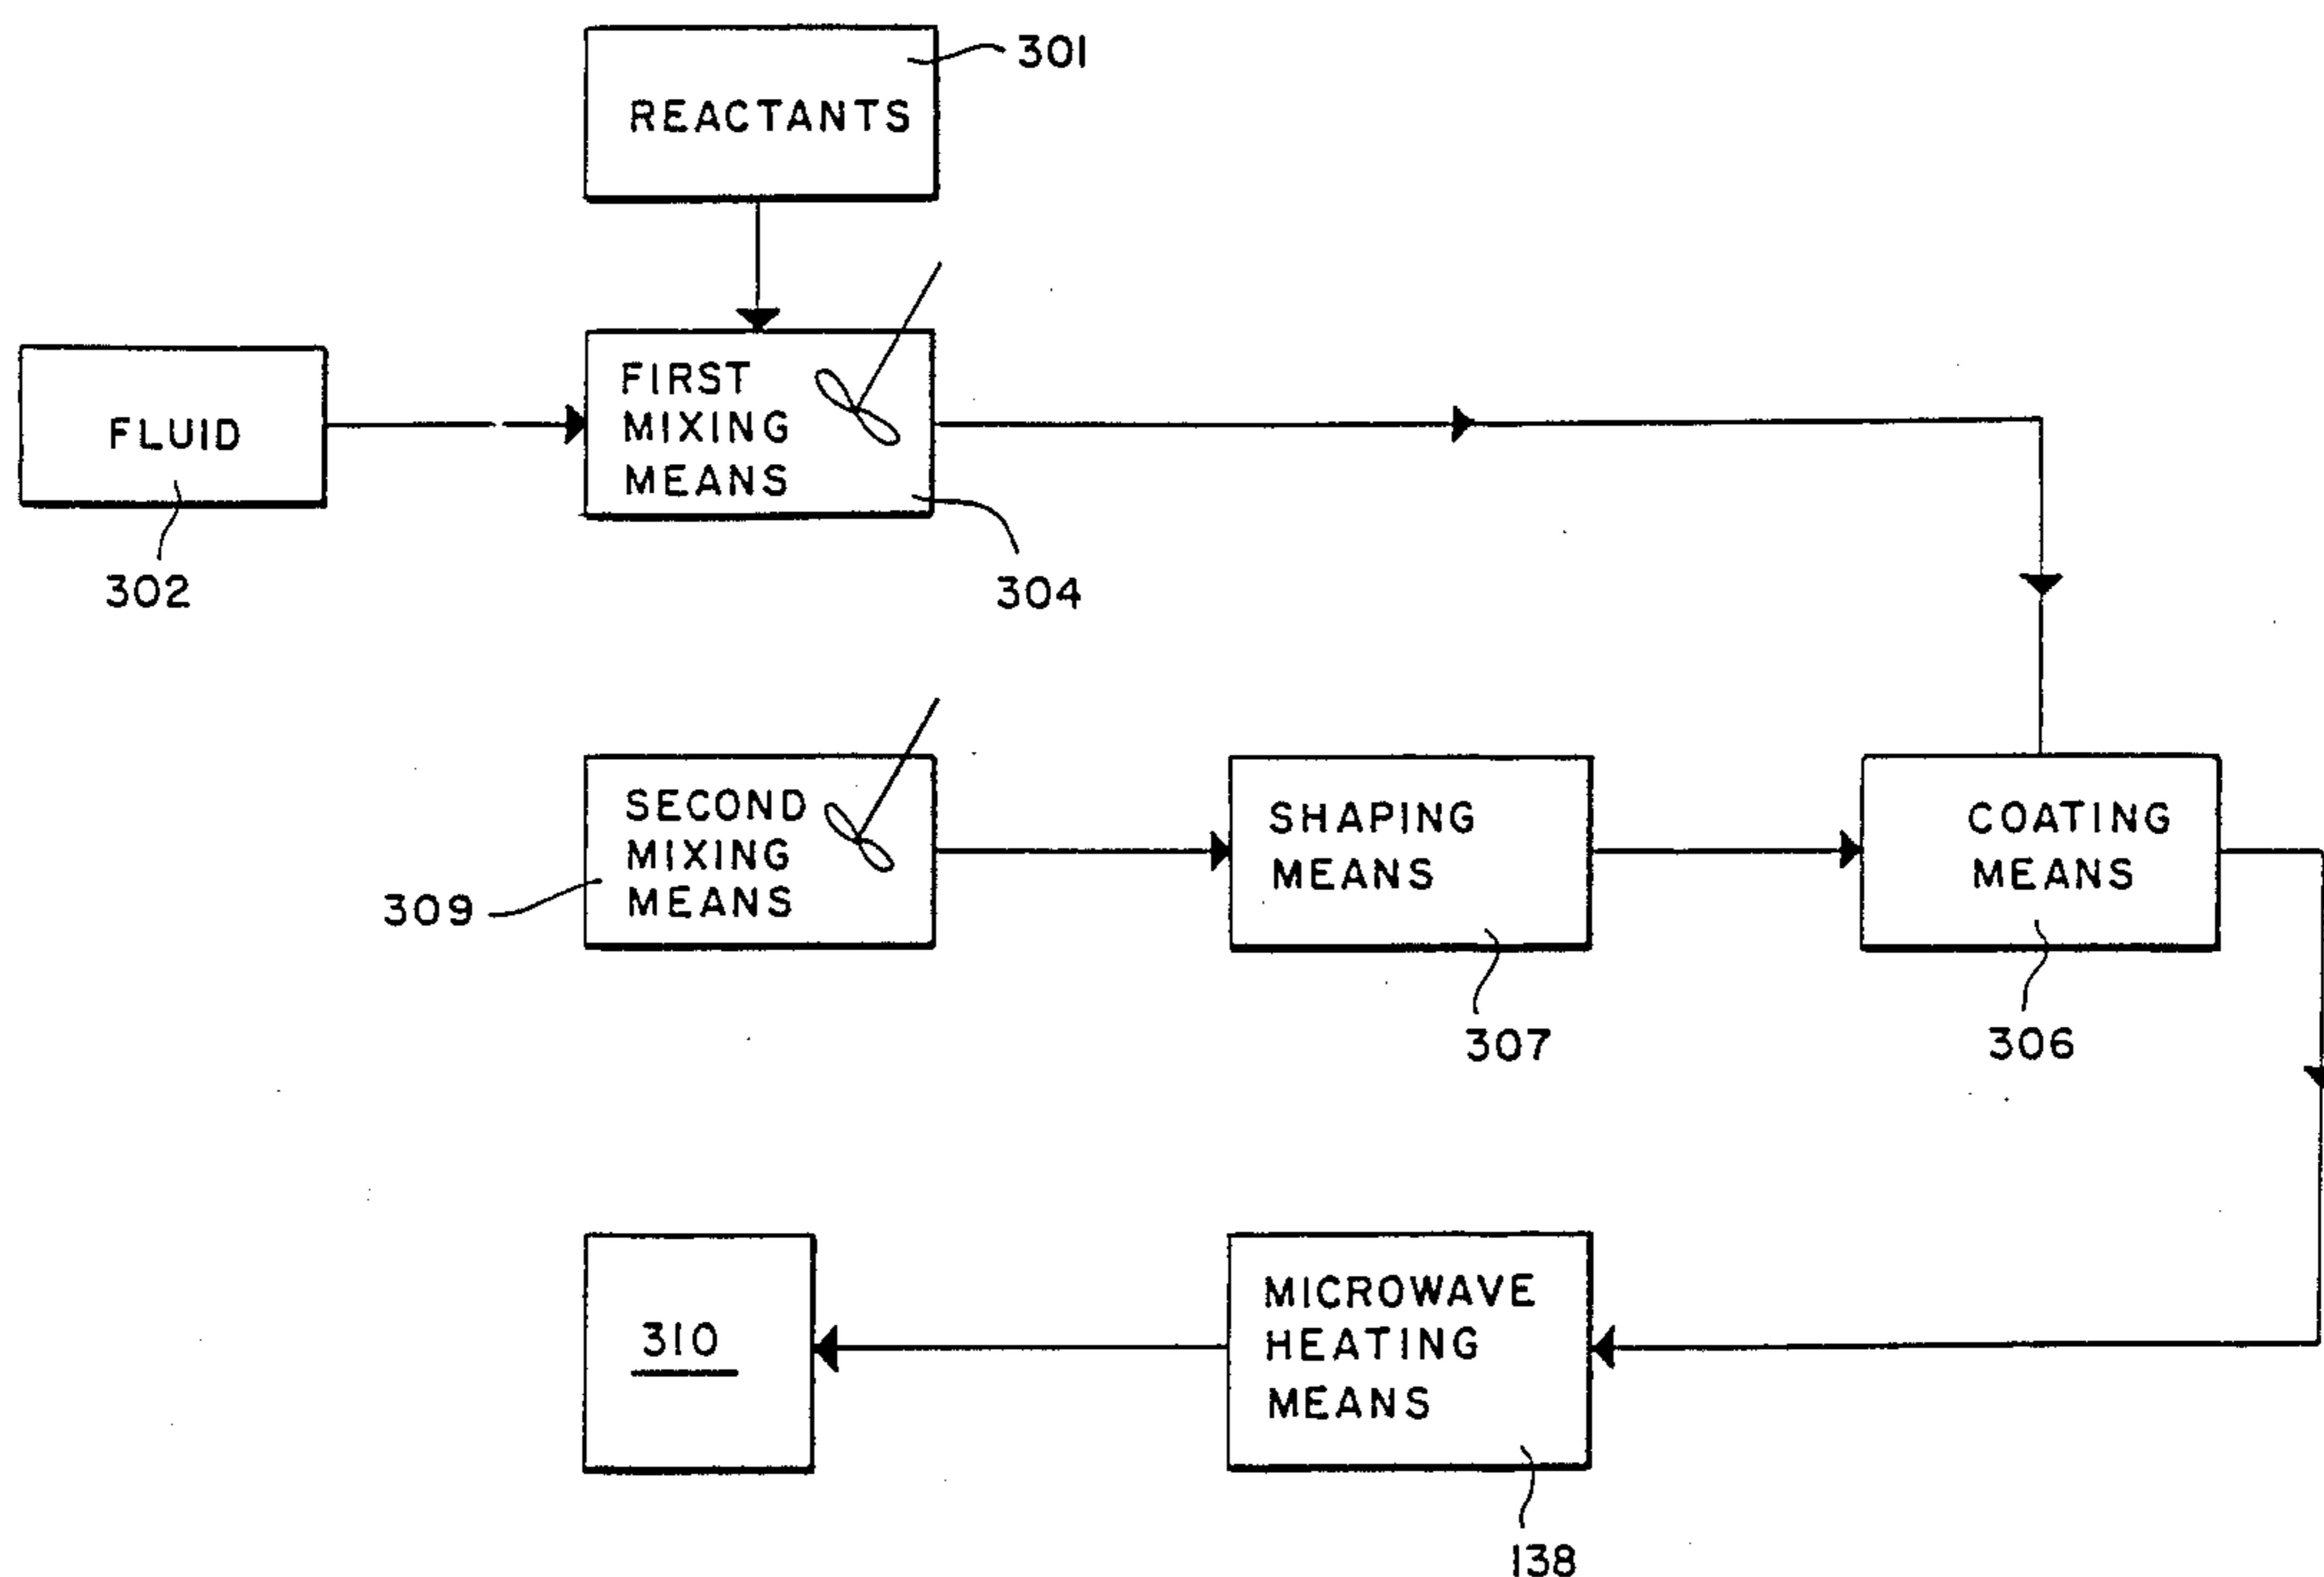 301
REACTANTS
FLUID
302
FIRST
MIXING
MEANS
304
SECOND
MIXING
MEANS
309
SHAPING
MEANS
307
COATING
MEANS
306
310
MICROWAVE
HEATING
MEANS
138